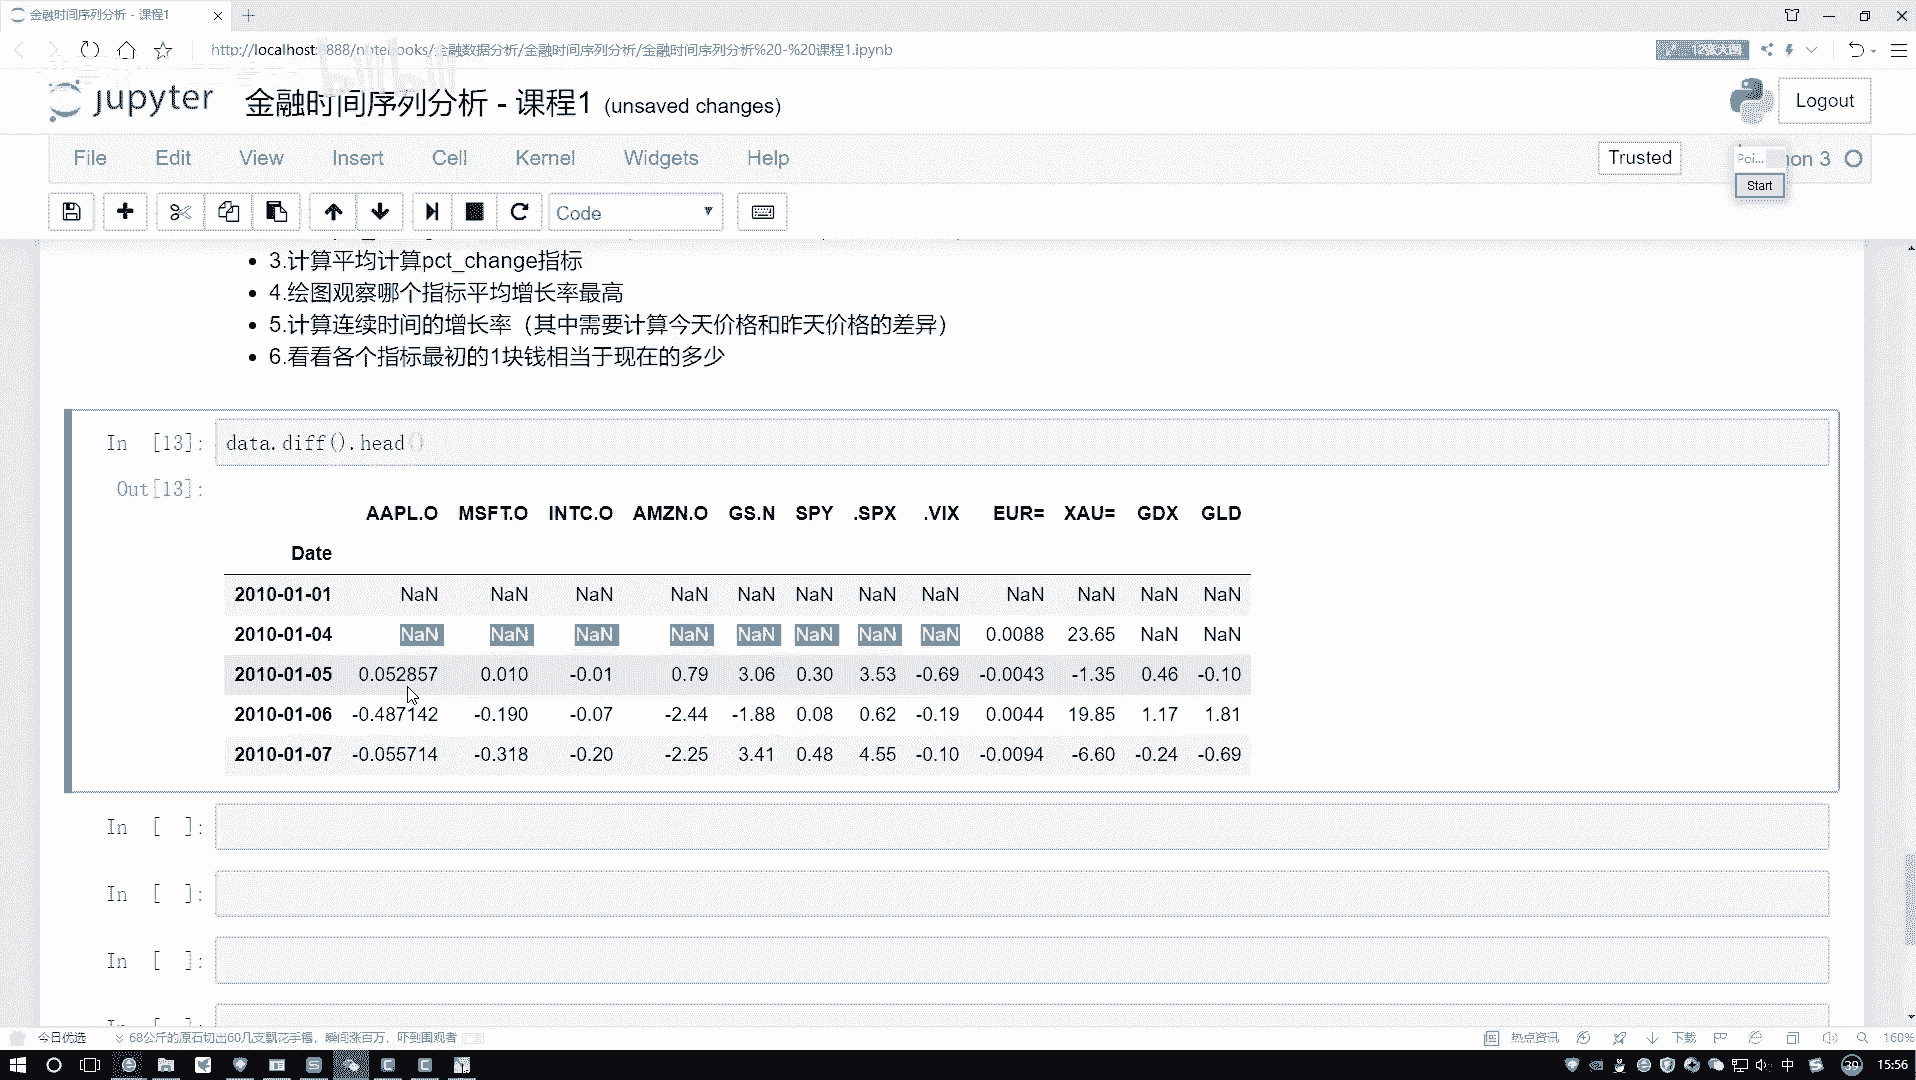 金融时间序列分析 - 课程1
http://localhost:8888/notebooks/金融数据分析/金融时间序列分析/金融时间序列分析%20-%20课程1.ipynb
jupyter 金融时间序列分析 - 课程1 (unsaved changes)
Logout
File Edit View Insert Cell Kernel Widgets Help
Trusted
Poi...
Start
Code
3.计算平均计算pct_change指标
4.绘图观察哪个指标平均增长率最高
5.计算连续时间的增长率（其中需要计算今天价格和昨天价格的差异）
6.看看各个指标最初的1块钱相当于现在的多少
In [13]: data.diff().head()
Out[13]:
AAPL.O MSFT.O INTC.O AMZN.O GS.N SPY .SPX .VIX EUR= XAU= GDX GLD
Date
2010-01-01 NaN NaN NaN NaN NaN NaN NaN NaN NaN NaN NaN NaN
2010-01-04 NaN NaN NaN NaN NaN NaN NaN NaN 0.0088 23.65 NaN NaN
2010-01-05 0.052857 0.010 -0.01 0.79 3.06 0.30 3.53 -0.69 -0.0043 -1.35 0.46 -0.10
2010-01-06 -0.487142 -0.190 -0.07 -2.44 -1.88 0.08 0.62 -0.19 0.0044 19.85 1.17 1.81
2010-01-07 -0.055714 -0.318 -0.20 -2.25 3.41 0.48 4.55 -0.10 -0.0094 -6.60 -0.24 -0.69
In [ ]:
In [ ]:
In [ ]:
今日优选 68公斤的原石切出60几支飘花手镯，瞬间涨百万，吓到围观者
热点资讯 下载 160%
中 39 15:56